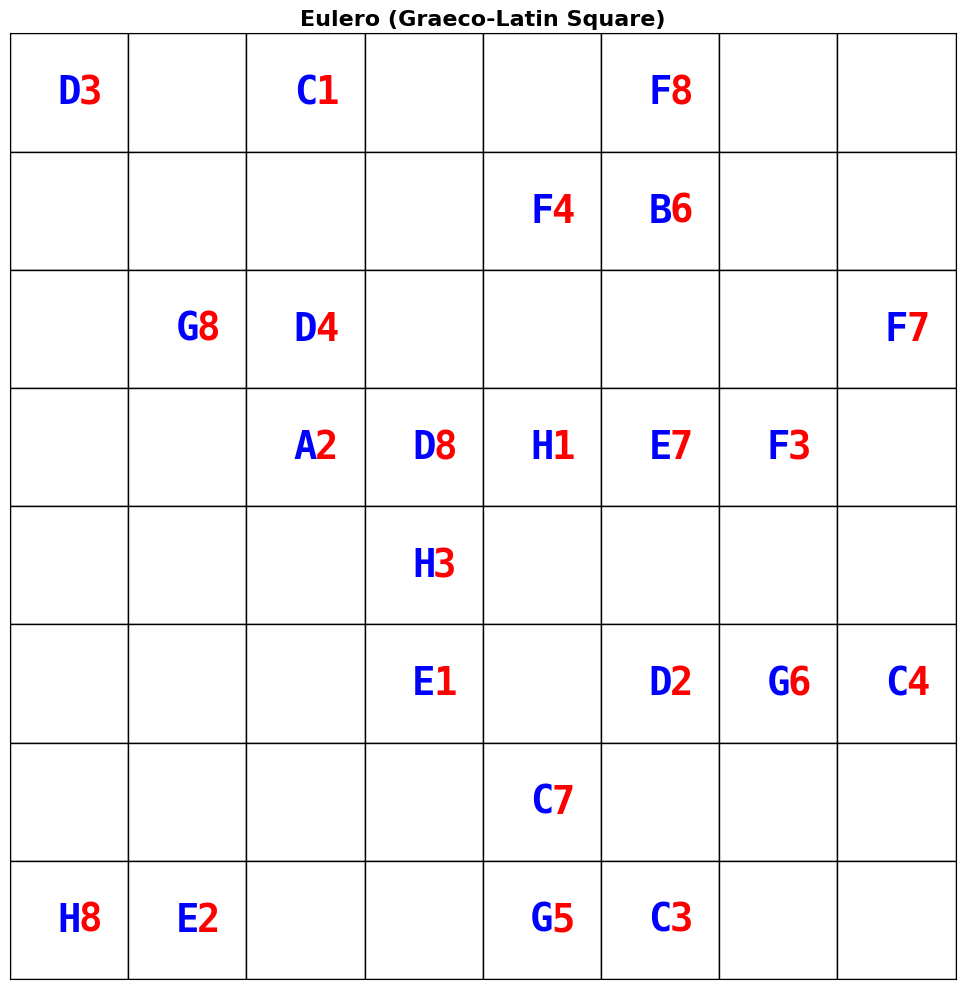 Eulero (Graeco-Latin Square)
D3 C1 F8
F4 B6
G8 D4 F7
A2 D8 H1 E7 F3
H3
E1 D2 G6 C4
C7
H8 E2 G5 C3